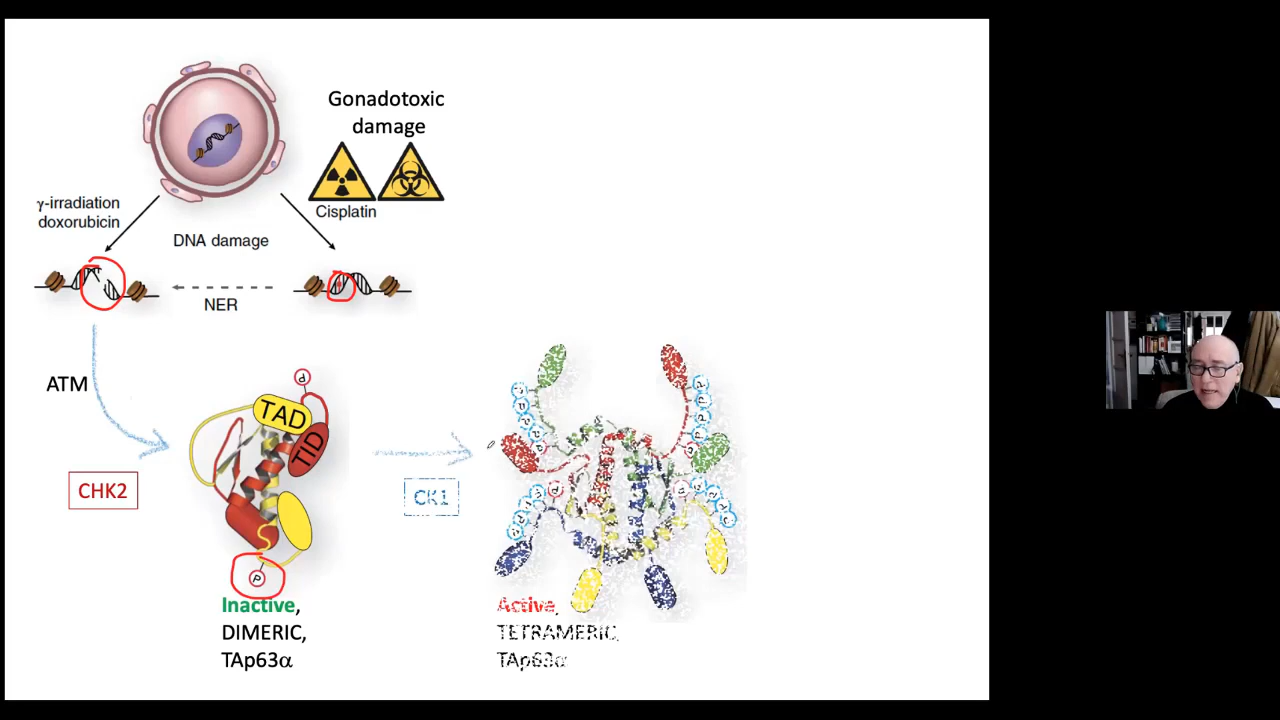 Gonadotoxic
damage
γ-irradiation
doxorubicin
Cisplatin
DNA damage
NER
ATM
P
TAD
TID
CHK2
CK1
P
Inactive,
DIMERIC,
TAp63α
Active,
TETRAMERIC,
TAp63α